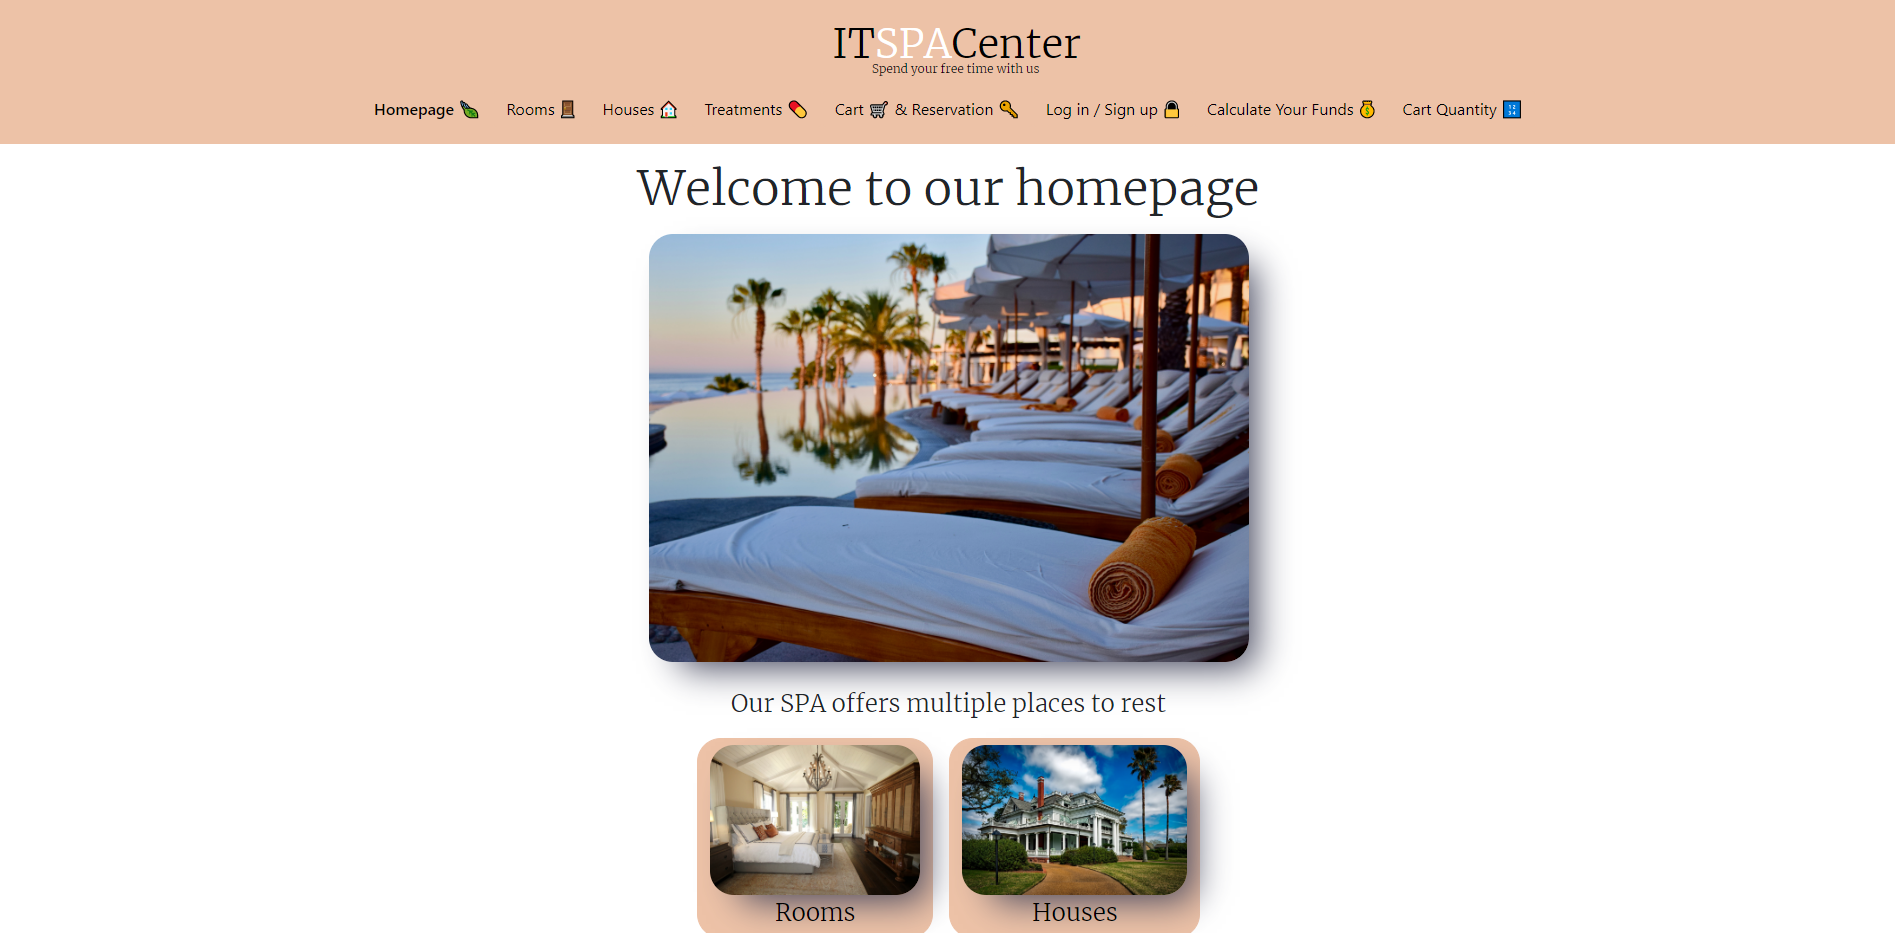 ITSPACenter
Spend your free time with us
Homepage Rooms Houses Treatments Cart & Reservation Log in / Sign up Calculate Your Funds Cart Quantity
Welcome to our homepage
Our SPA offers multiple places to rest
Rooms Houses